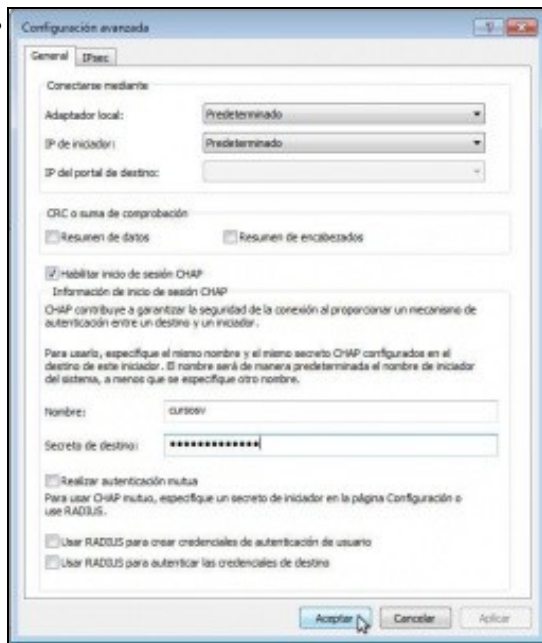 Configuración avanzada
General IPsec
Conectarse mediante
Adaptador local: Predeterminado
IP de iniciador: Predeterminado
IP del portal de destino:
CRC o suma de comprobación
Resumen de datos Resumen de encabezados
Habilitar inicio de sesión CHAP
Información de inicio de sesión CHAP
CHAP contribuye a garantizar la seguridad de la conexión al proporcionar un mecanismo de
autenticación entre un destino y un iniciador.
Para usarlo, especifique el mismo nombre y el mismo secreto CHAP configurados en el
destino de este iniciador. El nombre será de manera predeterminada el nombre de iniciador
del sistema, a menos que se especifique otro nombre.
Nombre: cursosv
Secreto de destino: •••••••••••••
Realizar autenticación mutua
Para usar CHAP mutuo, especifique un secreto de iniciador en la página Configuración o
use RADIUS.
Usar RADIUS para crear credenciales de autenticación de usuario
Usar RADIUS para autenticar las credenciales de destino
Aceptar Cancelar Aplicar